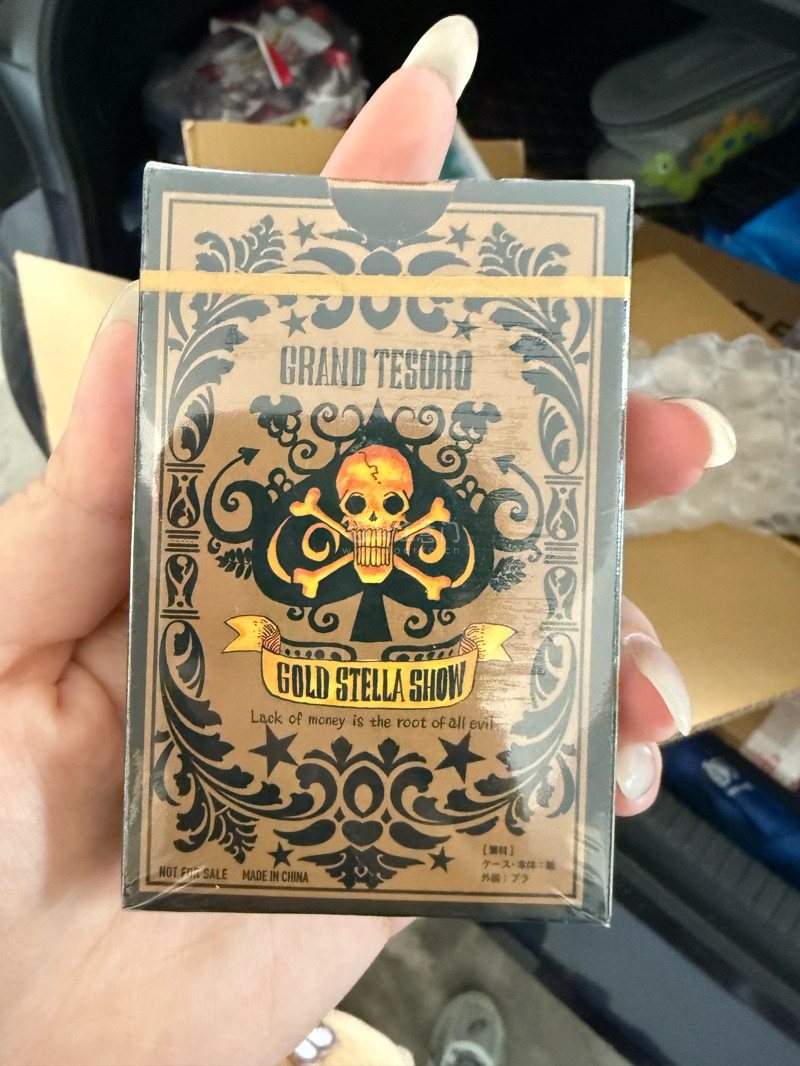 GRAND TESORO
GOLD STELLA SHOW
Lack of money is the root of all evil.
NOT FOR SALE MADE IN CHINA
[素材]
ケース・本体：紙
外装：プラ